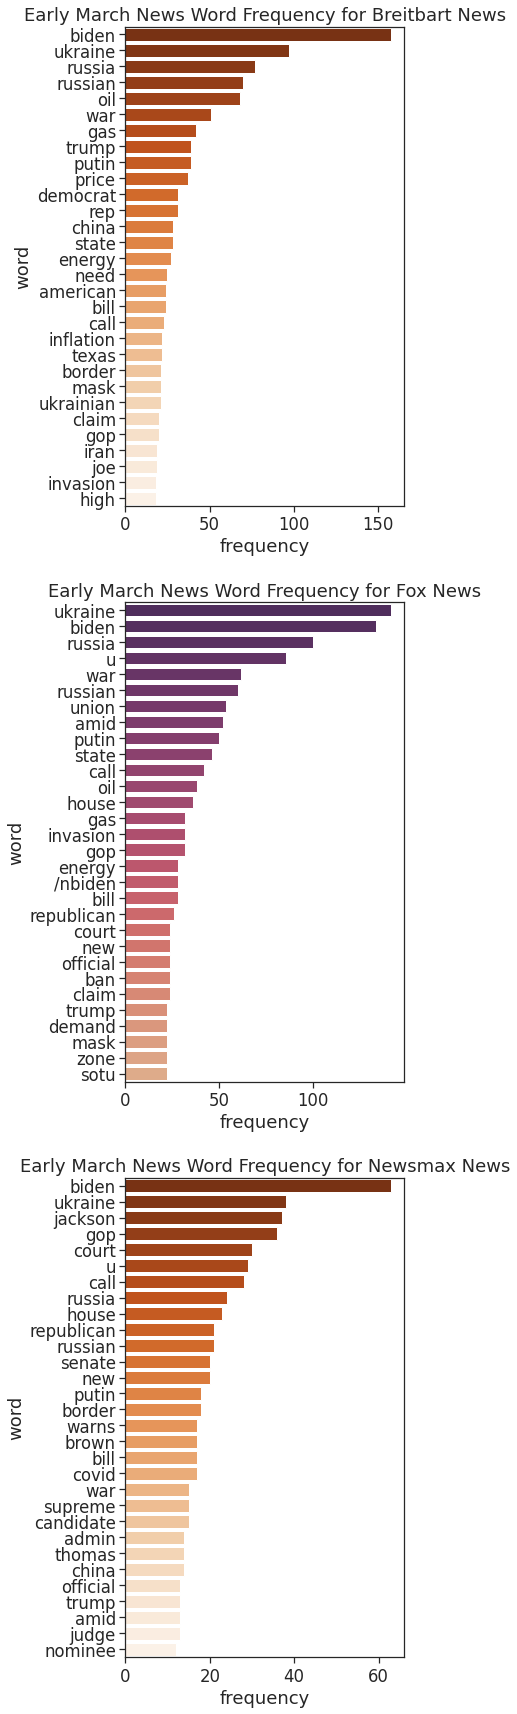 Early March News Word Frequency for Breitbart News
biden
ukraine
russia
russian
oil
war
gas
trump
putin
price
democrat
rep
china
state
energy
need
american
bill
call
inflation
texas
border
mask
ukrainian
claim
gop
iran
joe
invasion
high
word
0 50 100 150
frequency
Early March News Word Frequency for Fox News
ukraine
biden
russia
u
war
russian
union
amid
putin
state
call
oil
house
gas
invasion
gop
energy
/nbiden
bill
republican
court
new
official
ban
claim
trump
demand
mask
zone
sotu
word
0 50 100
frequency
Early March News Word Frequency for Newsmax News
biden
ukraine
jackson
gop
court
u
call
russia
house
republican
russian
senate
new
putin
border
warns
brown
bill
covid
war
supreme
candidate
admin
thomas
china
official
trump
amid
judge
nominee
word
0 20 40 60
frequency